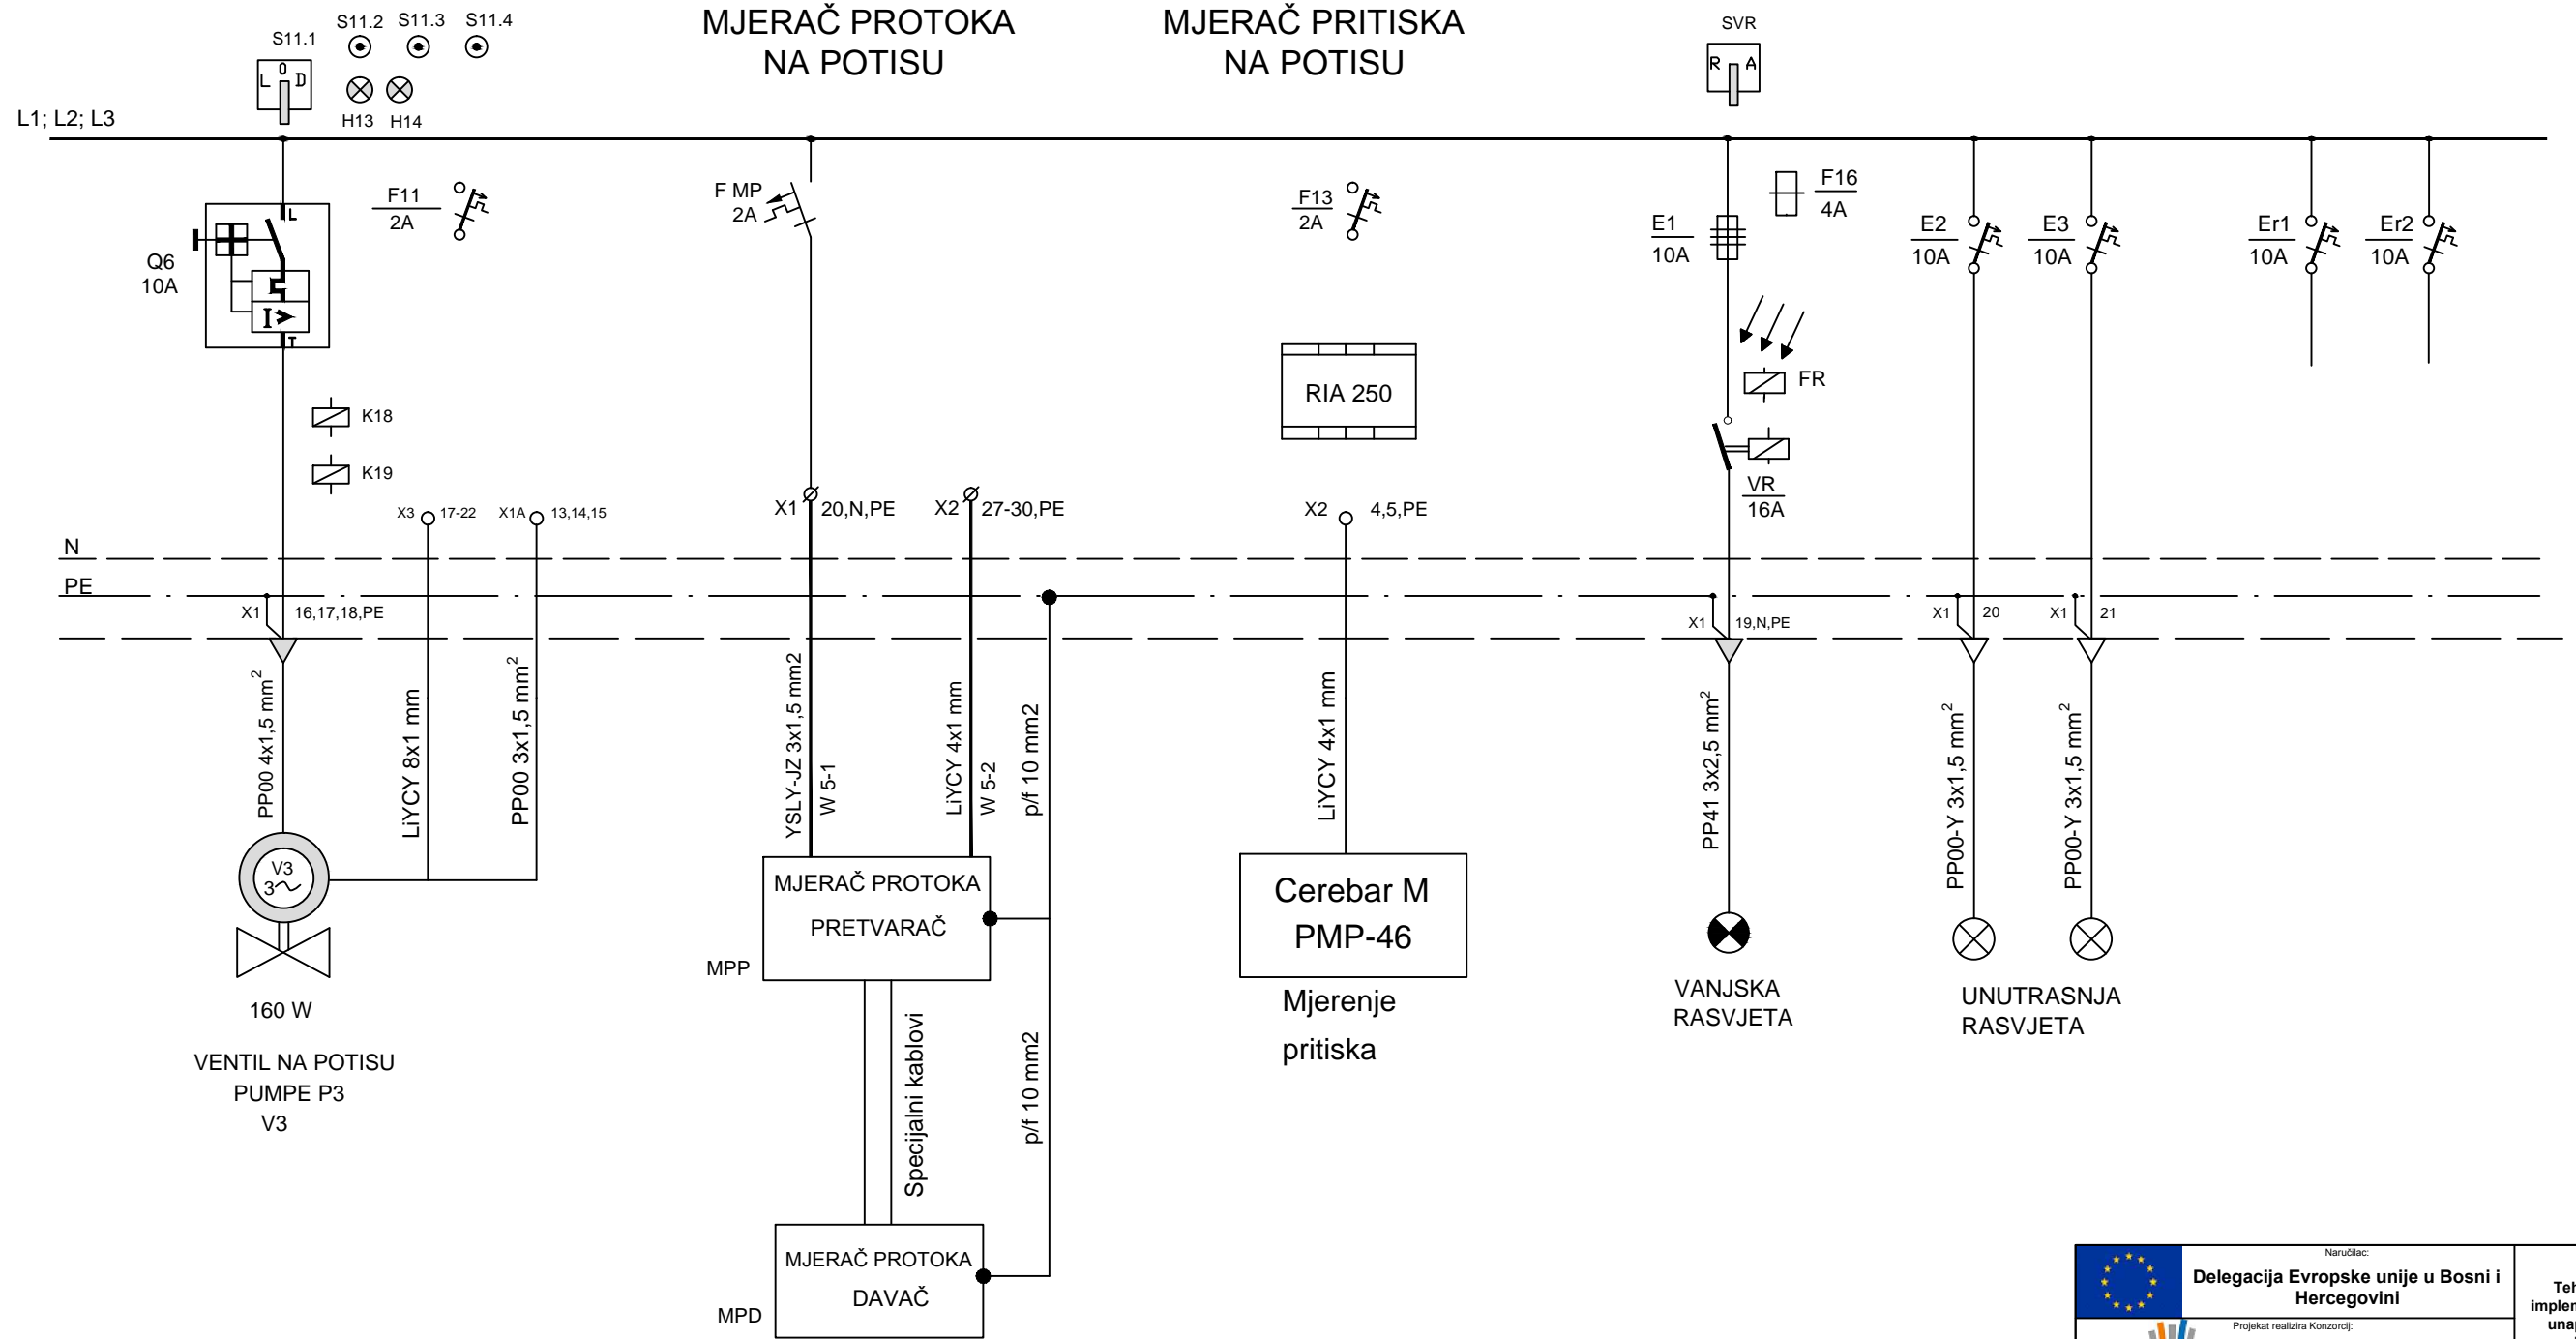 MJERAČ PROTOKA
NA POTISU
MJERAČ PRITISKA
NA POTISU
S11.1
S11.2
S11.3
S11.4
L 0 D
H13
H14
SVR
R A
L1; L2; L3
F11
2A
F MP
2A
F13
2A
F16
4A
E1
10A
E2
10A
E3
10A
Er1
10A
Er2
10A
L
Q6
10A
I>
T
RIA 250
FR
K18
K19
VR
16A
X3
17-22
X1A
13,14,15
X1
20,N,PE
X2
27-30,PE
X2
4,5,PE
N
PE
X1
16,17,18,PE
X1
19,N,PE
X1
20
X1
21
PP00 4x1,5 mm²
LiYCY 8x1 mm
PP00 3x1,5 mm²
YSLY-JZ 3x1,5 mm2
W 5-1
LiYCY 4x1 mm
W 5-2
p/f 10 mm2
LiYCY 4x1 mm
PP41 3x2,5 mm²
PP00-Y 3x1,5 mm²
PP00-Y 3x1,5 mm²
V3
3
160 W
VENTIL NA POTISU
PUMPE P3
V3
MJERAČ PROTOKA
PRETVARAČ
MPP
Specijalni kablovi
p/f 10 mm2
MJERAČ PROTOKA
DAVAČ
MPD
Cerebar M
PMP-46
Mjerenje
pritiska
VANJSKA
RASVJETA
UNUTRASNJA
RASVJETA
Naručilac:
Delegacija Evropske unije u Bosni i
Hercegovini
Projekat realizira Konzorcij:
Teh
implem
una